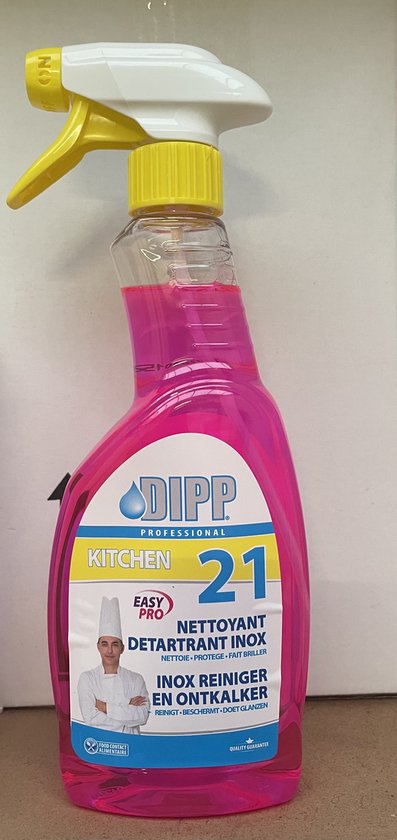 ON
DIPP®
PROFESSIONAL
KITCHEN
21
EASY
PRO
NETTOYANT
DETARTRANT INOX
NETTOIE • PROTEGE • FAIT BRILLER
INOX REINIGER
EN ONTKALKER
REINIGT • BESCHERMT • DOET GLANZEN
FOOD CONTACT
ALIMENTAIRE
QUALITY GUARANTEE